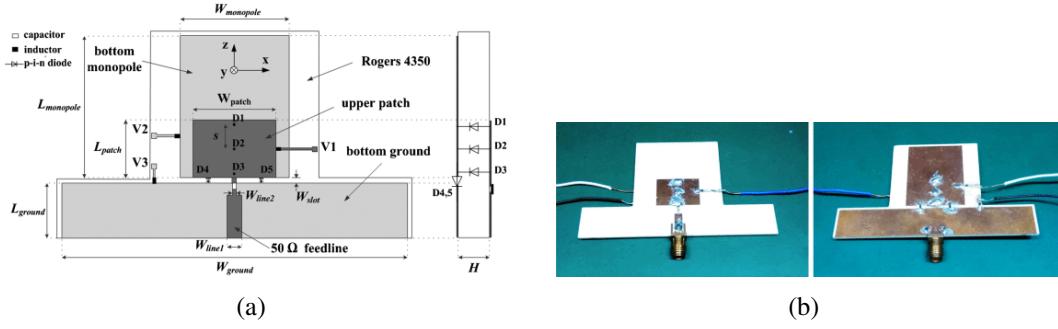 W_monopole
capacitor
inductor
p-i-n diode
bottom
monopole
z
x
y
Rogers 4350
L_monopole
W_patch
D1
upper patch
V2
s
D2
V1
L_patch
V3
bottom ground
D4
D3
D5
W_line2
W_slot
L_ground
W_line1
50 Ω feedline
W_ground
D1
D2
D3
D4,5
H
(a)
(b)